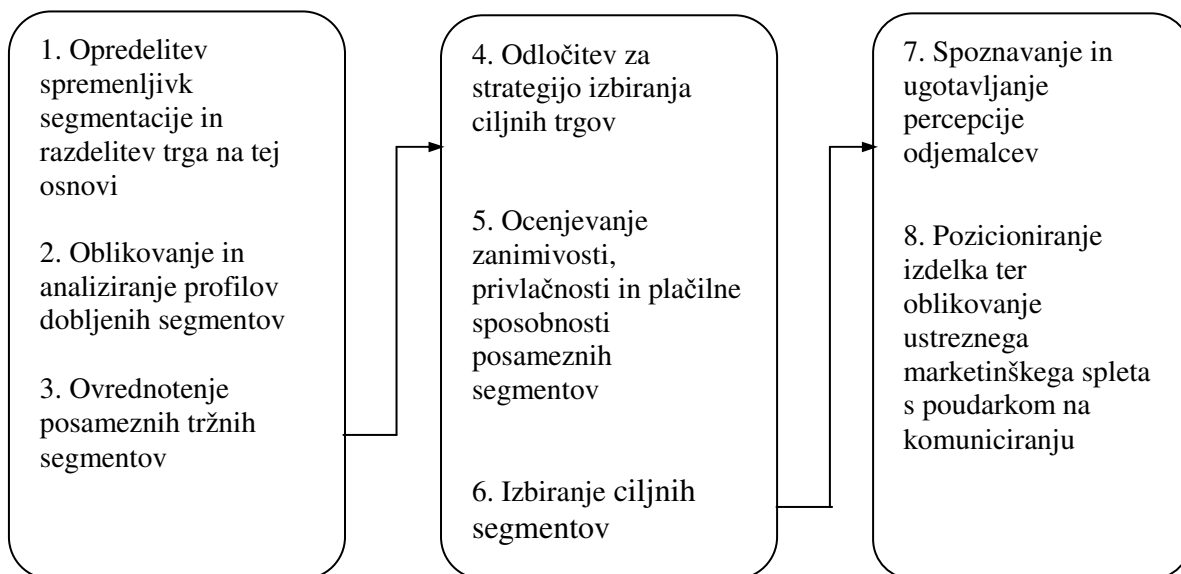 1. Opredelitev
spremenljivk
segmentacije in
razdelitev trga na tej
osnovi
2. Oblikovanje in
analiziranje profilov
dobljenih segmentov
3. Ovrednotenje
posameznih tržnih
segmentov
4. Odločitev za
strategijo izbiranja
ciljnih trgov
5. Ocenjevanje
zanimivosti,
privlačnosti in plačilne
sposobnosti
posameznih
segmentov
6. Izbiranje ciljnih
segmentov
7. Spoznavanje in
ugotavljanje
percepcije
odjemalcev
8. Pozicioniranje
izdelka ter
oblikovanje
ustreznega
marketinškega spleta
s poudarkom na
komuniciranju